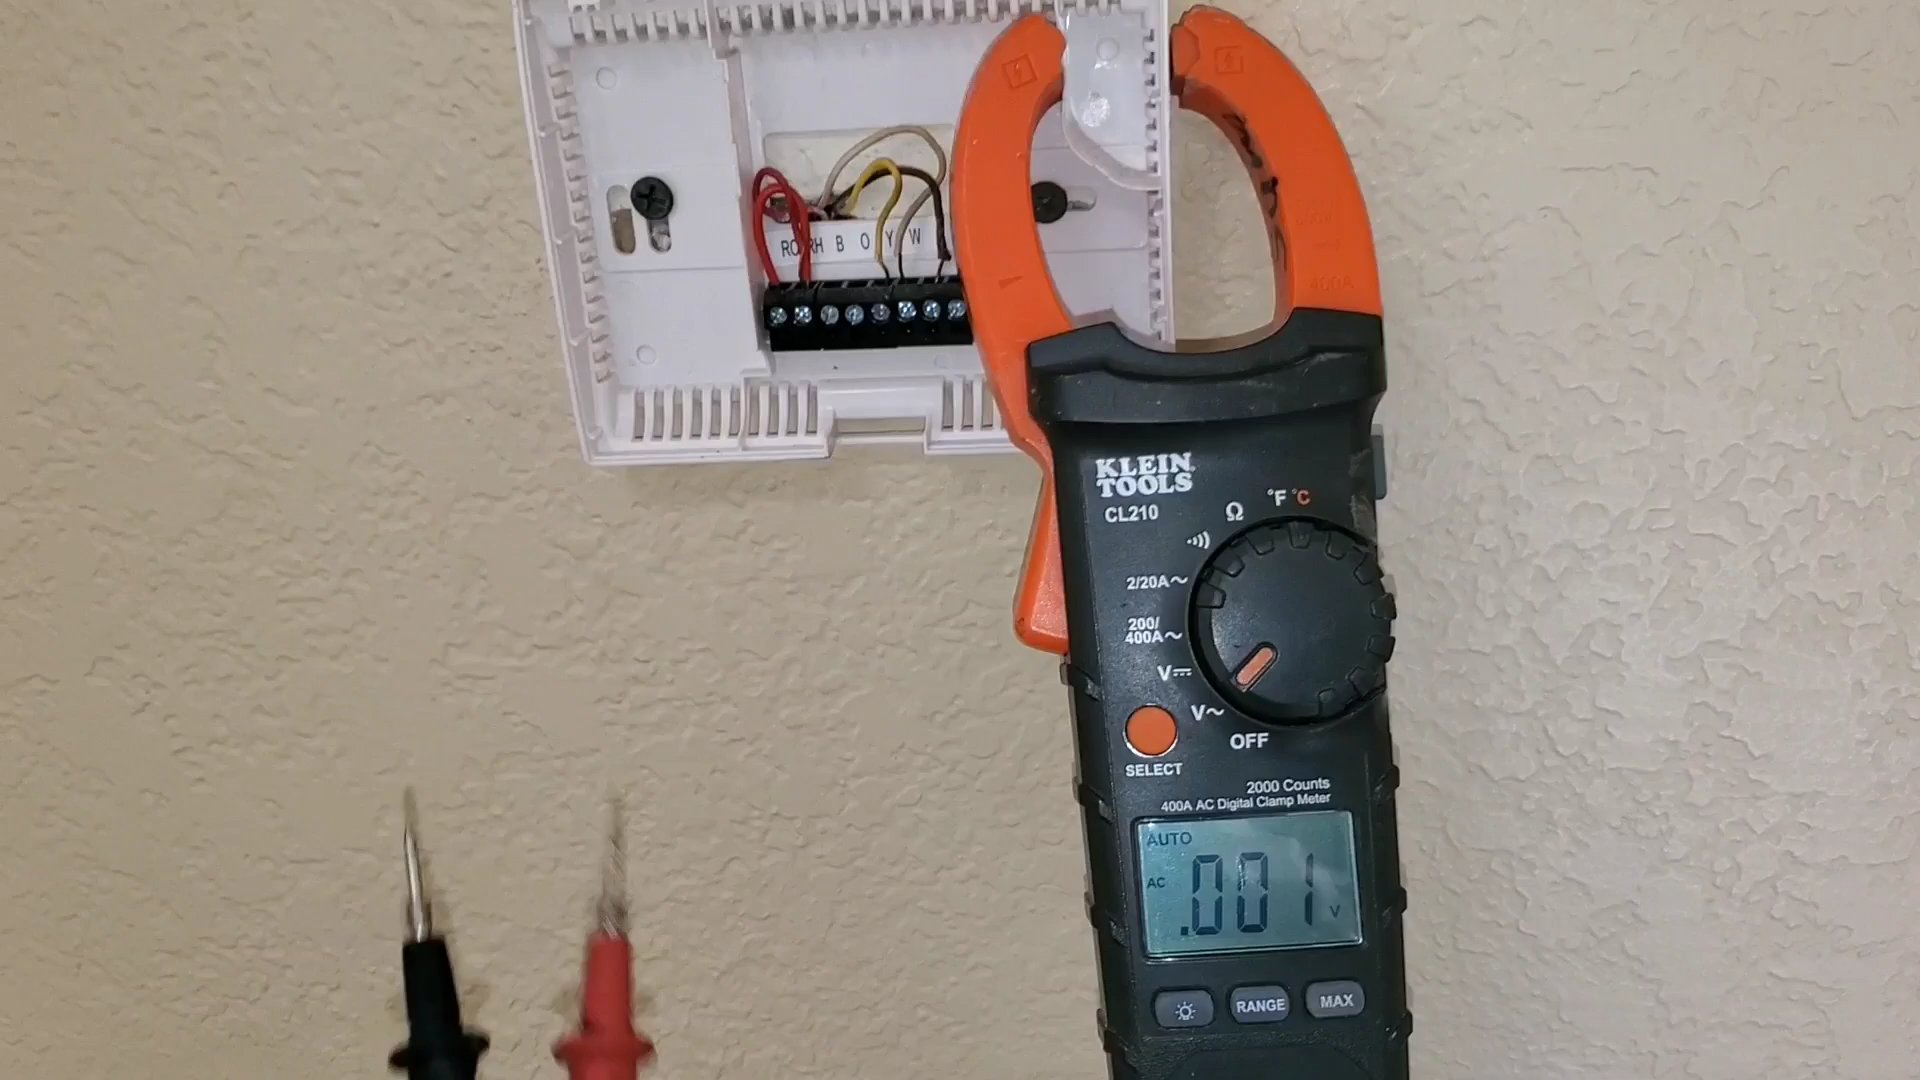 RC RH B O Y W
KLEIN
TOOLS
CL210
Ω
°F °C
2/20A~
200/
400A~
V⎓
V~
OFF
SELECT
2000 Counts
400A AC Digital Clamp Meter
AUTO
AC
.001
V
RANGE
MAX
400A